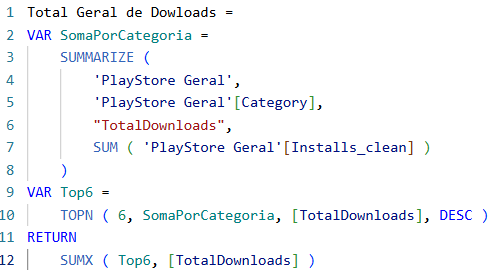 1 Total Geral de Dowloads =
2 VAR SomaPorCategoria =
3 SUMMARIZE (
4 'PlayStore Geral',
5 'PlayStore Geral'[Category],
6 "TotalDownloads",
7 SUM ( 'PlayStore Geral'[Installs_clean] )
8 )
9 VAR Top6 =
10 TOPN ( 6, SomaPorCategoria, [TotalDownloads], DESC )
11 RETURN
12 SUMX ( Top6, [TotalDownloads] )